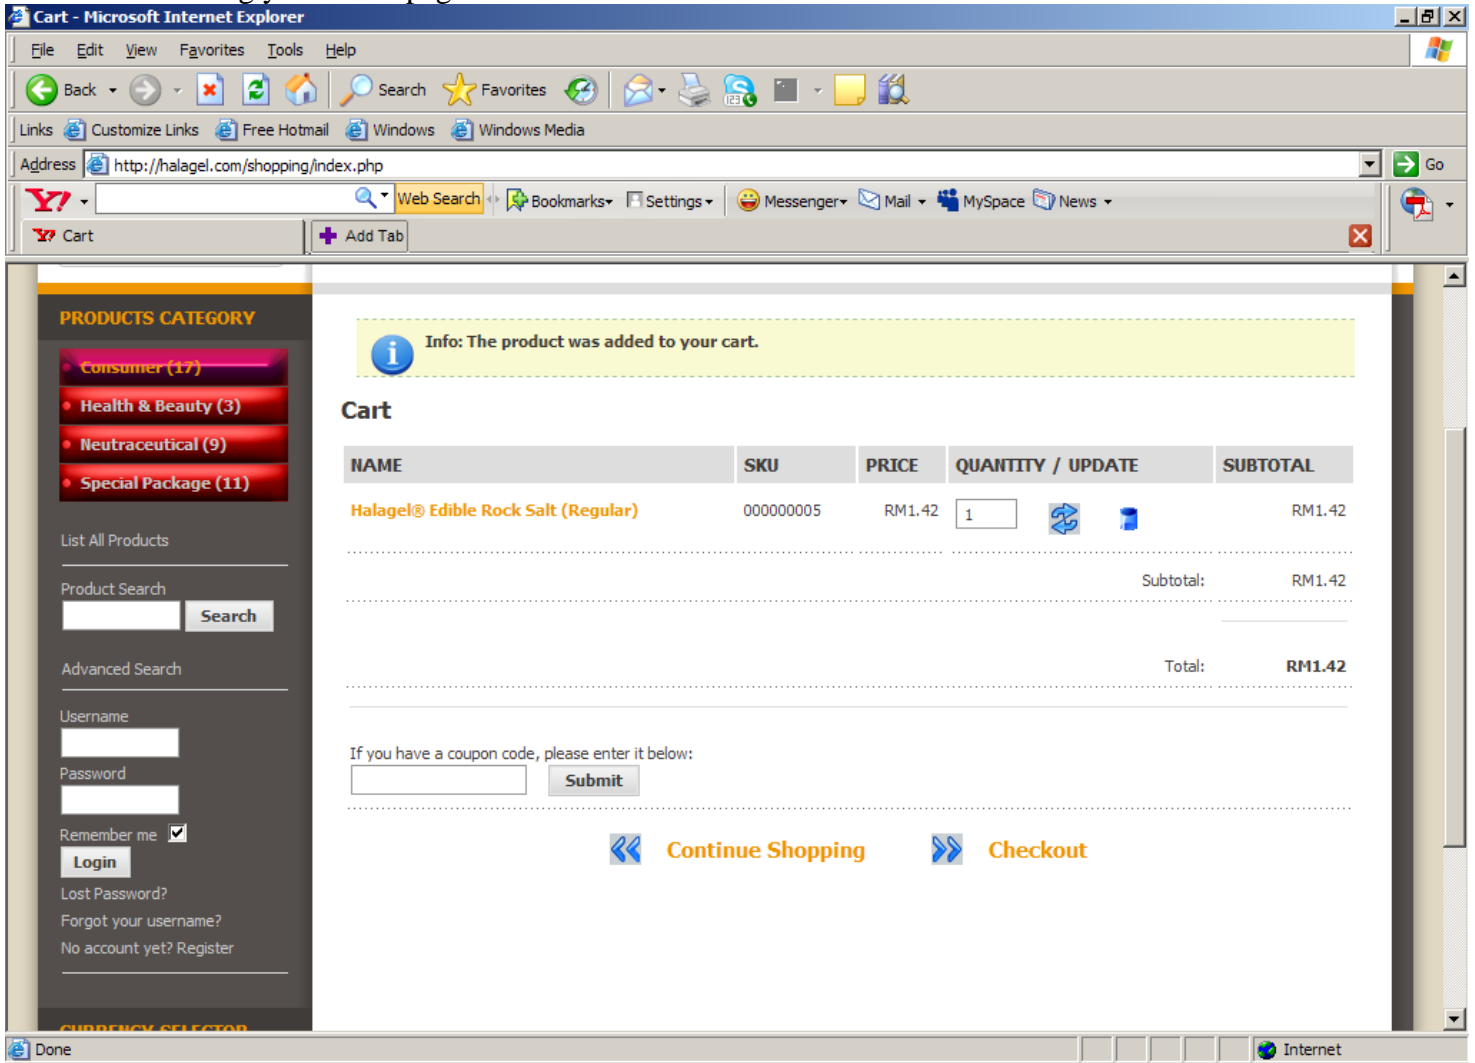 Cart - Microsoft Internet Explorer
File Edit View Favorites Tools Help
Back Search Favorites
Links Customize Links Free Hotmail Windows Windows Media
Address http://halagel.com/shopping/index.php Go
Y! Web Search Bookmarks Settings Messenger Mail MySpace News
Cart Add Tab
PRODUCTS CATEGORY
Consumer (17)
Health & Beauty (3)
Neutraceutical (9)
Special Package (11)
List All Products
Product Search
Search
Advanced Search
Username
Password
Remember me
Login
Lost Password?
Forgot your username?
No account yet? Register
CURRENCY SELECTOR
Info: The product was added to your cart.
Cart
NAME SKU PRICE QUANTITY / UPDATE SUBTOTAL
Halagel® Edible Rock Salt (Regular) 000000005 RM1.42 1 RM1.42
Subtotal: RM1.42
Total: RM1.42
If you have a coupon code, please enter it below:
Submit
Continue Shopping Checkout
Done Internet